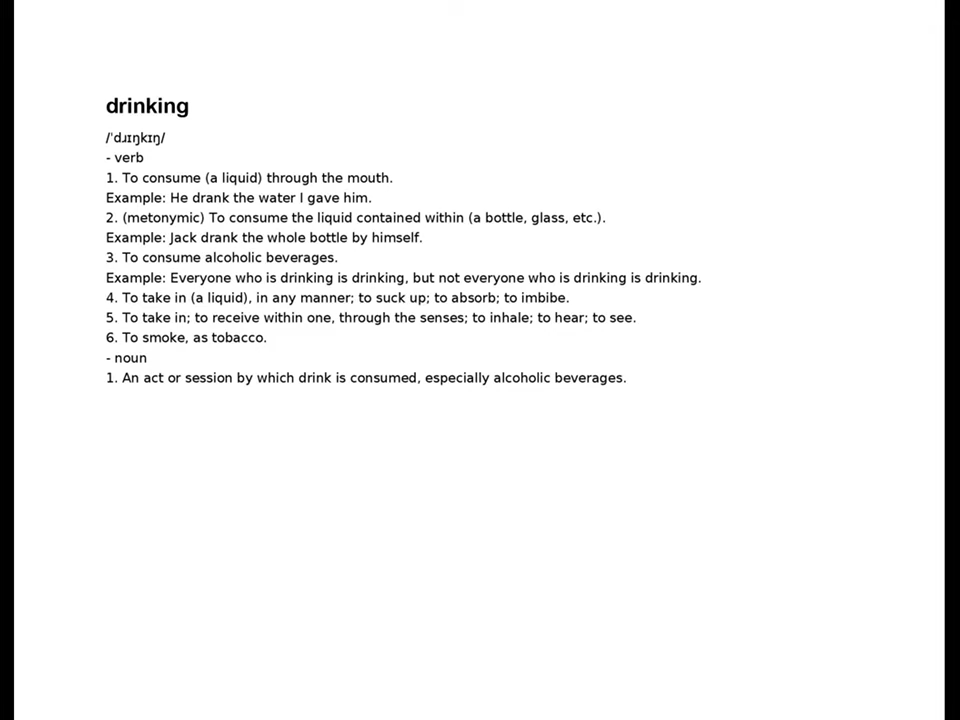 drinking
/ˈdɹɪŋkɪŋ/
- verb
1. To consume (a liquid) through the mouth.
Example: He drank the water I gave him.
2. (metonymic) To consume the liquid contained within (a bottle, glass, etc.).
Example: Jack drank the whole bottle by himself.
3. To consume alcoholic beverages.
Example: Everyone who is drinking is drinking, but not everyone who is drinking is drinking.
4. To take in (a liquid), in any manner; to suck up; to absorb; to imbibe.
5. To take in; to receive within one, through the senses; to inhale; to hear; to see.
6. To smoke, as tobacco.
- noun
1. An act or session by which drink is consumed, especially alcoholic beverages.